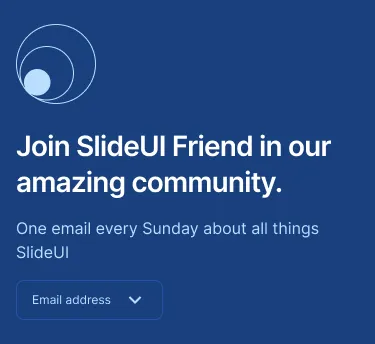 Join SlideUI Friend in our
amazing community.
One email every Sunday about all things
SlideUI
Email address